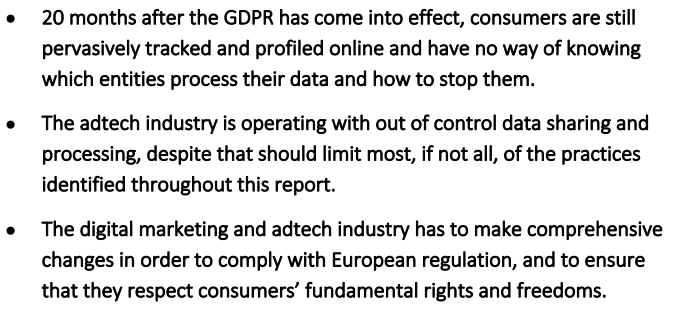 • 20 months after the GDPR has come into effect, consumers are still
pervasively tracked and profiled online and have no way of knowing
which entities process their data and how to stop them.
• The adtech industry is operating with out of control data sharing and
processing, despite that should limit most, if not all, of the practices
identified throughout this report.
• The digital marketing and adtech industry has to make comprehensive
changes in order to comply with European regulation, and to ensure
that they respect consumers’ fundamental rights and freedoms.